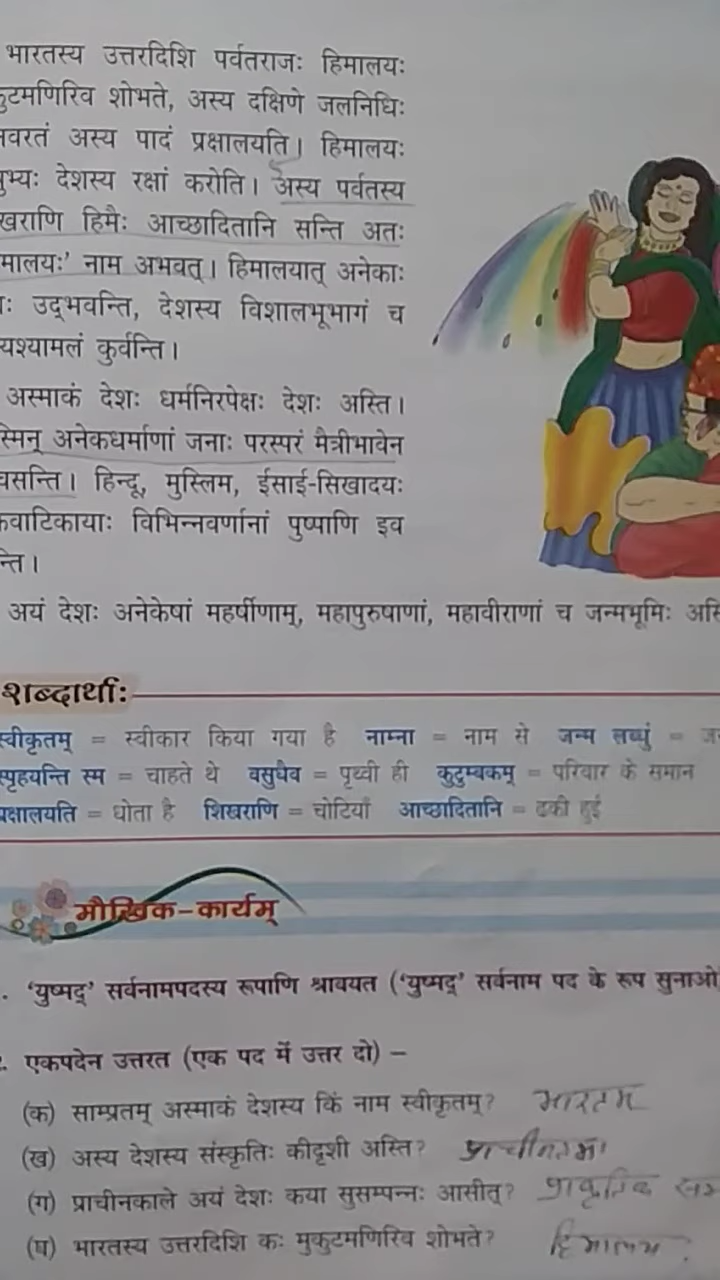 भारतस्य उत्तरदिशि पर्वतराजः हिमालयः
कुटमणिरिव शोभते, अस्य दक्षिणे जलनिधिः
नवरतं अस्य पादं प्रक्षालयति। हिमालयः
देशस्य रक्षां करोति। अस्य पर्वतस्य
खराणि हिमैः आच्छादितानि सन्ति अतः
मालयः' नाम अभवत्। हिमालयात् अनेकाः
उद्भवन्ति, देशस्य विशालभूभागं च
यश्यामलं कुर्वन्ति।
अस्माकं देशः धर्मनिरपेक्षः देशः अस्ति।
स्मिन् अनेकधर्माणां जनाः परस्परं मैत्रीभावेन
वसन्ति। हिन्दू, मुस्लिम, ईसाई-सिखादयः
कवाटिकायाः विभिन्नवर्णानां पुष्पाणि इव
न्ति।
अयं देशः अनेकेषां महर्षीणाम्, महापुरुषाणां, महावीराणां च जन्मभूमिः
शब्दार्थाः
स्वीकृतम् = स्वीकार किया गया है नाम्ना = नाम से जन्म लब्धुं =
स्पृहयन्ति स्म = चाहते थे वसुधैव = पृथ्वी ही कुटुम्बकम् = परिवार के समान
प्रक्षालयति = धोता है शिखराणि = चोटियाँ आच्छादितानि = ढकी हुई
मौखिक-कार्यम्
'युष्मद्' सर्वनामपदस्य रूपाणि श्रावयत ('युष्मद्' सर्वनाम पद के रूप सुनाओ
एकपदेन उत्तरत (एक पद में उत्तर दो) –
(क) साम्प्रतम् अस्माकं देशस्य किं नाम स्वीकृतम्? भारतम्
(ख) अस्य देशस्य संस्कृतिः कीदृशी अस्ति?
(ग) प्राचीनकाले अयं देशः कया सुसम्पन्नः आसीत्? प्राकृतिक
(घ) भारतस्य उत्तरदिशि कः मुकुटमणिरिव शोभते? हिमालयः